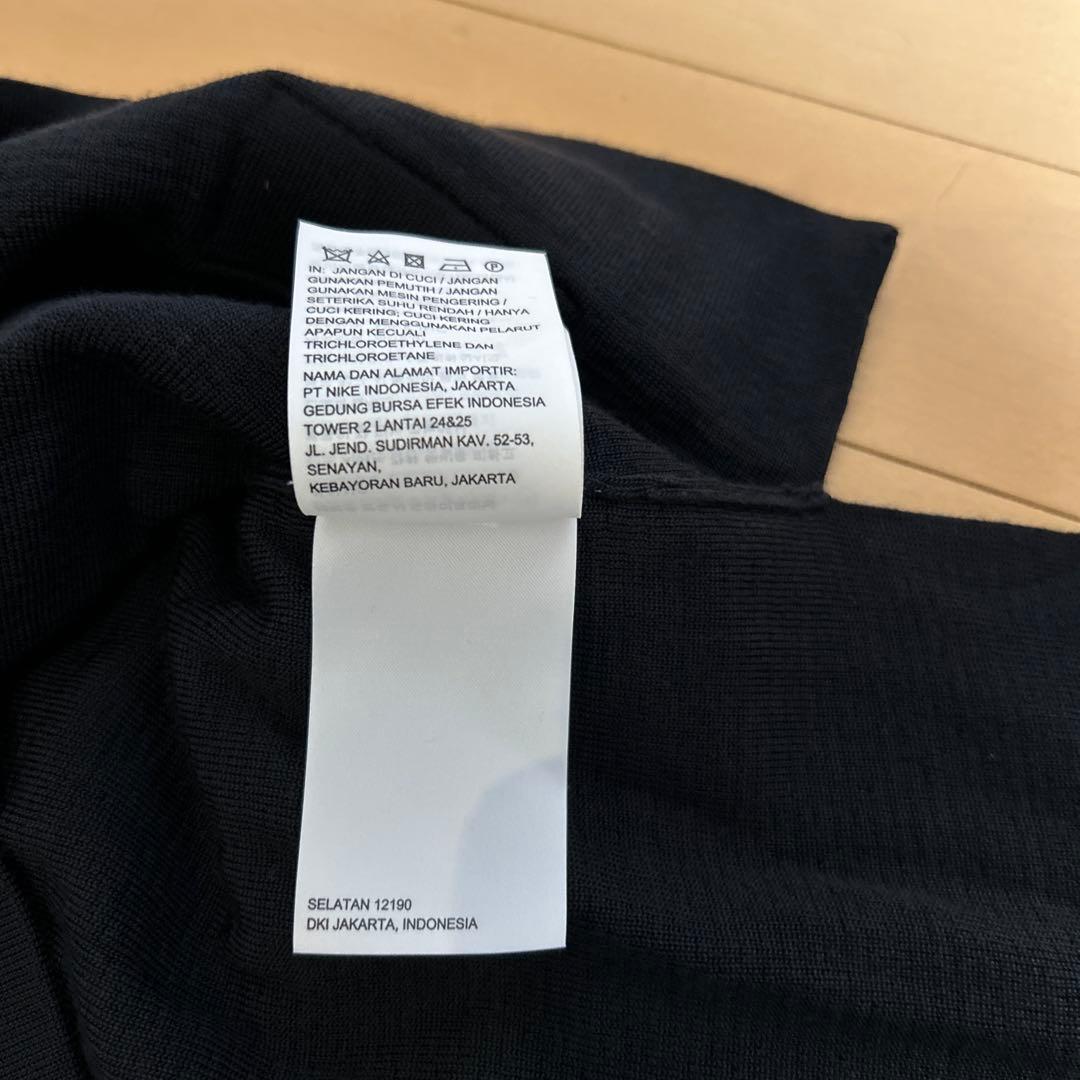 IN: JANGAN DI CUCI / JANGAN
GUNAKAN PEMUTIH / JANGAN
GUNAKAN MESIN PENGERING /
SETERIKA SUHU RENDAH / HANYA
CUCI KERING; CUCI KERING
DENGAN MENGGUNAKAN PELARUT
APAPUN KECUALI
TRICHLOROETHYLENE DAN
TRICHLOROETANE
NAMA DAN ALAMAT IMPORTIR:
PT NIKE INDONESIA, JAKARTA
GEDUNG BURSA EFEK INDONESIA
TOWER 2 LANTAI 24&25
JL. JEND. SUDIRMAN KAV. 52-53,
SENAYAN,
KEBAYORAN BARU, JAKARTA
SELATAN 12190
DKI JAKARTA, INDONESIA